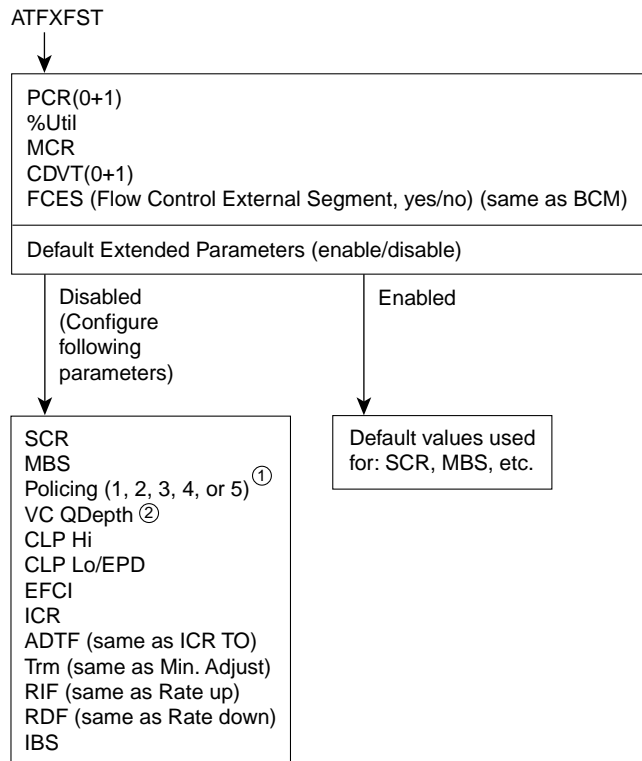 ATFXFST
PCR(0+1)
%Util
MCR
CDVT(0+1)
FCES (Flow Control External Segment, yes/no) (same as BCM)
Default Extended Parameters (enable/disable)
Disabled
(Configure
following
parameters)
Enabled
SCR
MBS
Policing (1, 2, 3, 4, or 5) ①
VC QDepth ②
CLP Hi
CLP Lo/EPD
EFCI
ICR
ADTF (same as ICR TO)
Trm (same as Min. Adjust)
RIF (same as Rate up)
RDF (same as Rate down)
IBS
Default values used
for: SCR, MBS, etc.